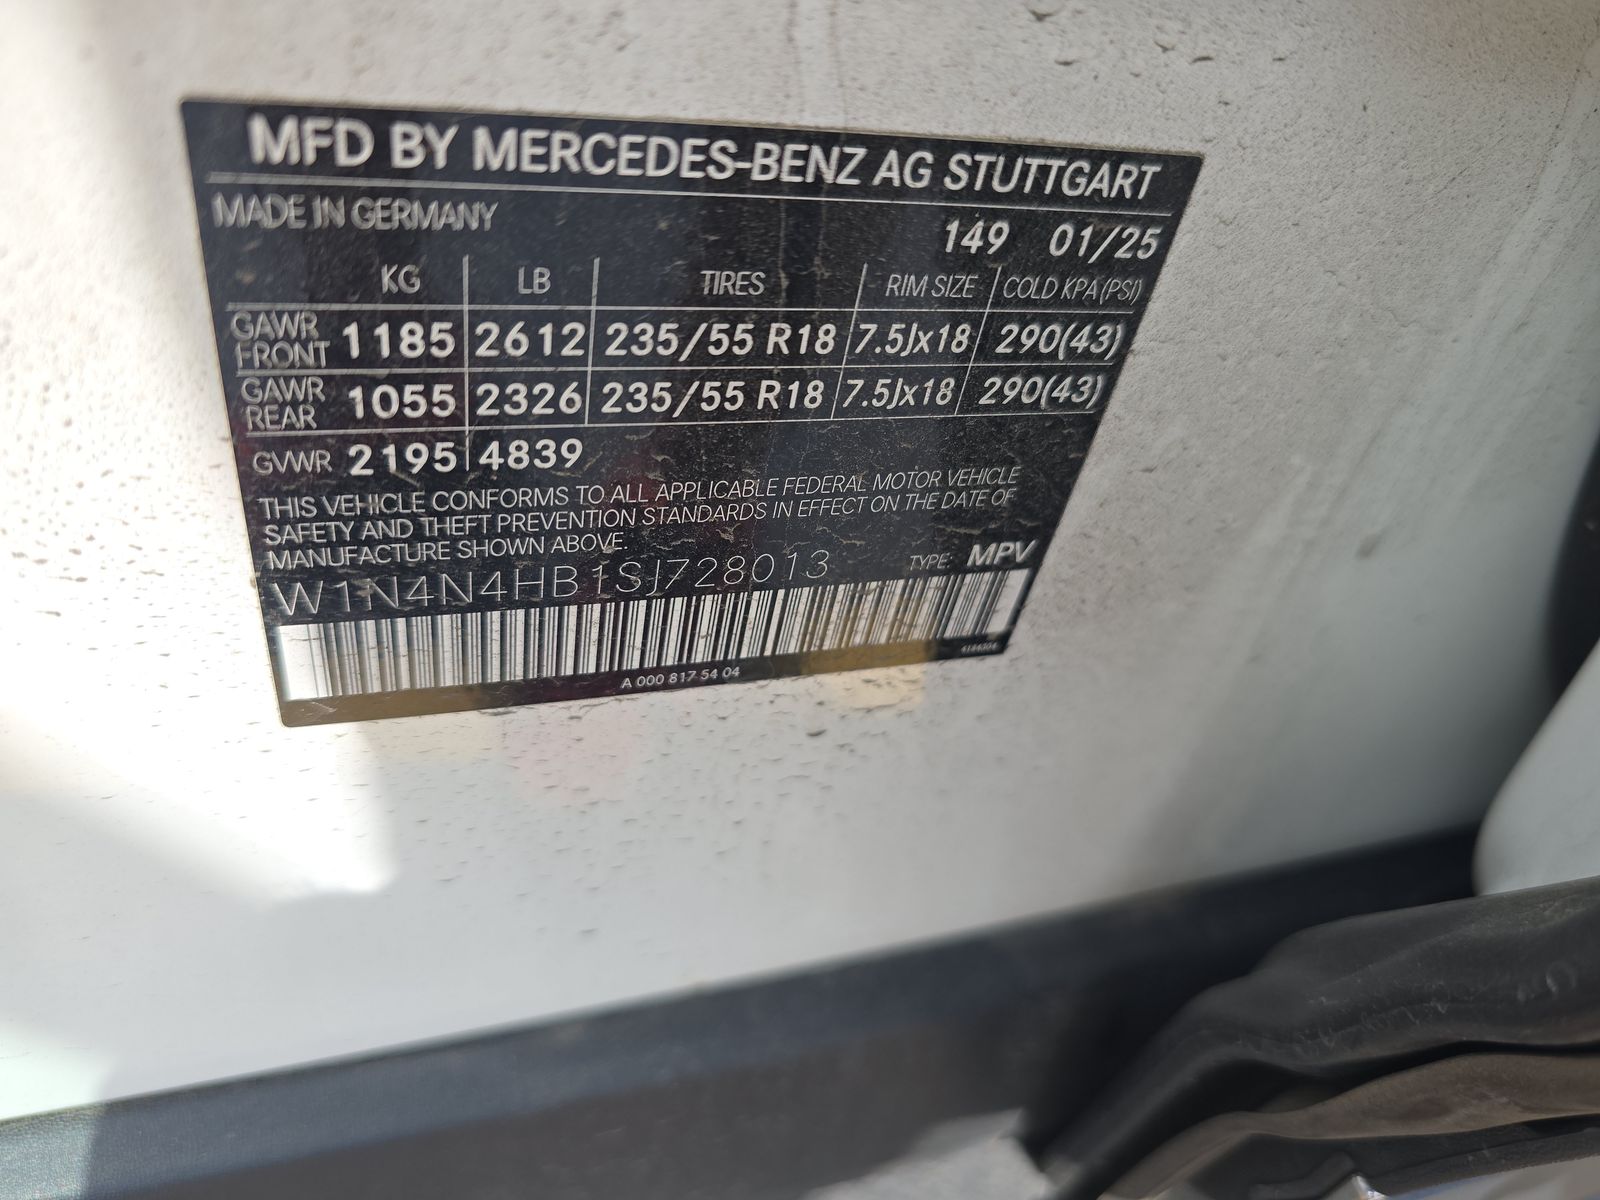 MFD BY MERCEDES-BENZ AG STUTTGART
MADE IN GERMANY
149 01/25
KG LB TIRES RIM SIZE COLD KPA(PSI)
GAWR FRONT 1185 2612 235/55 R18 7.5Jx18 290(43)
GAWR REAR 1055 2326 235/55 R18 7.5Jx18 290(43)
GVWR 2195 4839
THIS VEHICLE CONFORMS TO ALL APPLICABLE FEDERAL MOTOR VEHICLE
SAFETY AND THEFT PREVENTION STANDARDS IN EFFECT ON THE DATE OF
MANUFACTURE SHOWN ABOVE.
W1N4N4HB1SJ728013 TYPE: MPV
A 000 817 54 04